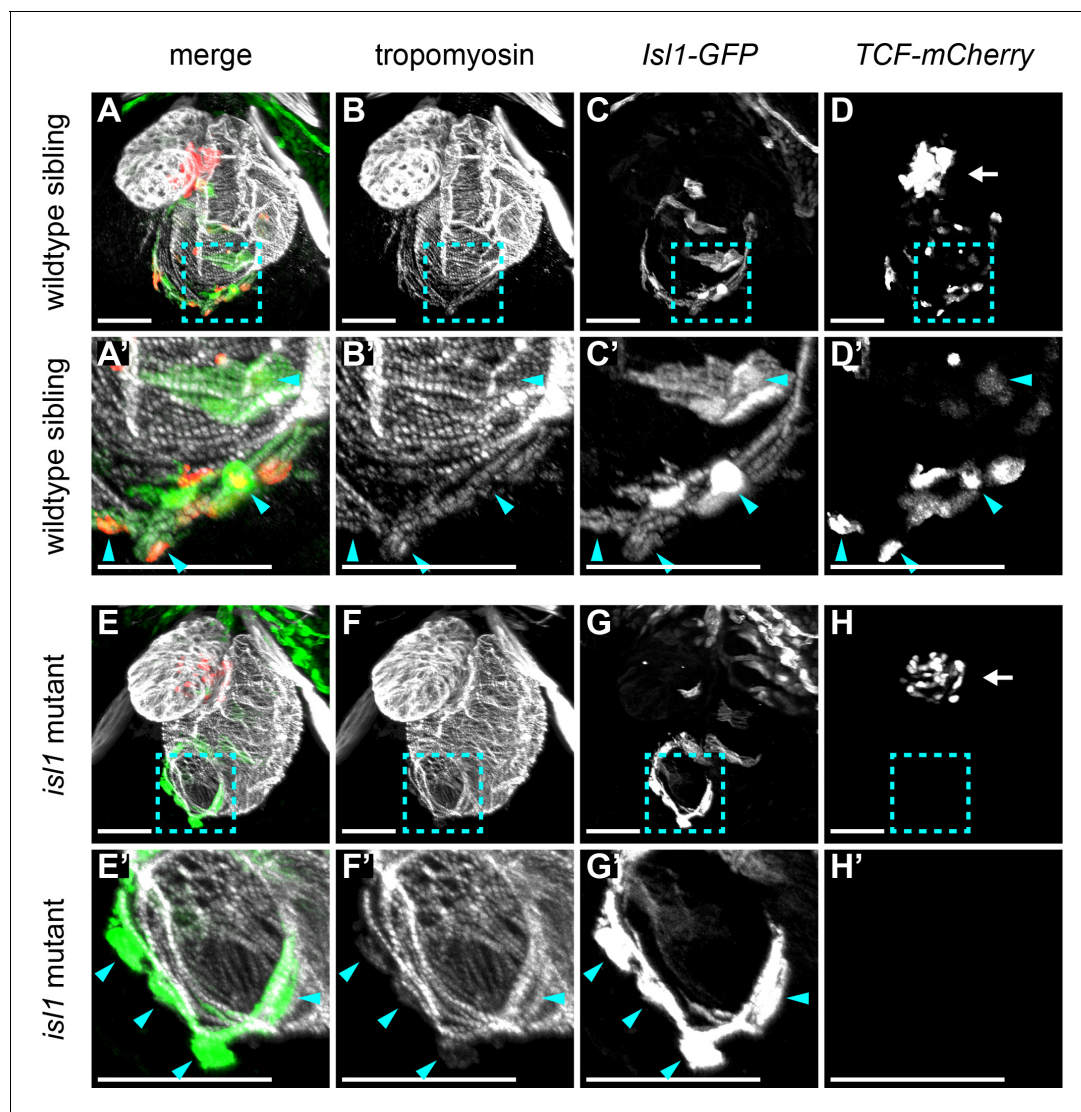 merge tropomyosin Isl1-GFP TCF-mCherry
wildtype sibling
A B C D
wildtype sibling
A’ B’ C’ D’
isl1 mutant
E F G H
isl1 mutant
E’ F’ G’ H’